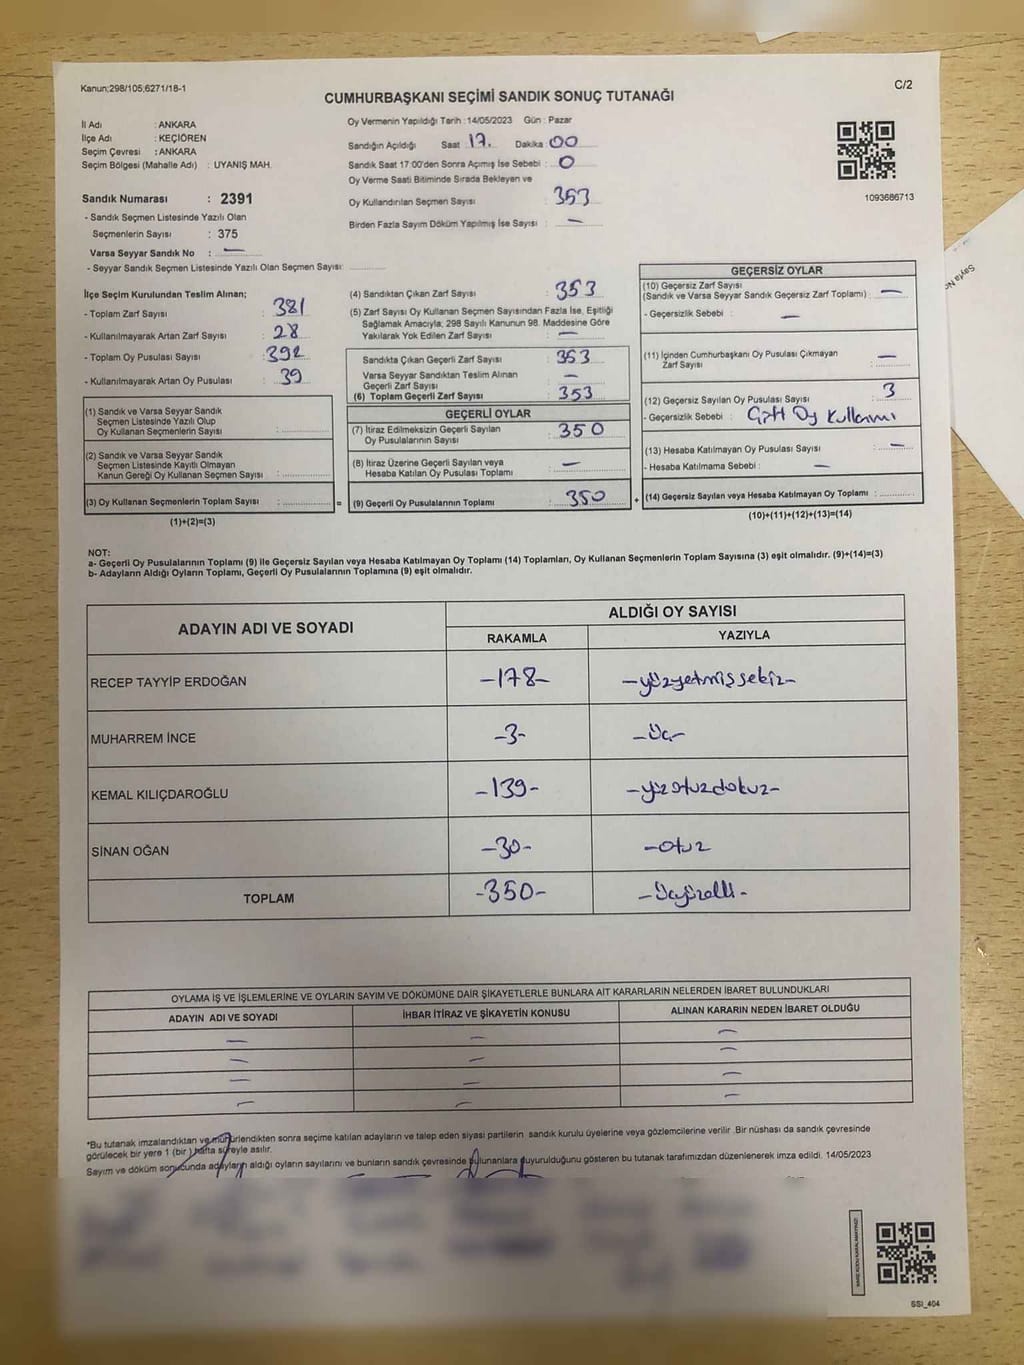 Kanun;298/105,6271/18-1
C/2
CUMHURBAŞKANI SEÇİMİ SANDIK SONUÇ TUTANAĞI
İl Adı : ANKARA
İlçe Adı : KEÇİÖREN
Seçim Çevresi : ANKARA
Seçim Bölgesi (Mahalle Adı) : UYANIŞ MAH.
Sandık Numarası : 2391
- Sandık Seçmen Listesinde Yazılı Olan
Seçmenlerin Sayısı : 375
Varsa Seyyar Sandık No : —
- Seyyar Sandık Seçmen Listesinde Yazılı Olan Seçmen Sayısı:
Oy Vermenin Yapıldığı Tarih :14/05/2023 Gün : Pazar
Sandığın Açıldığı Saat 17. Dakika 00
Sandık Saat 17:00'den Sonra Açımış İse Sebebi : 0
Oy Verme Saati Bitiminde Sırada Bekleyen ve
Oy Kullandırılan Seçmen Sayısı : 353
Birden Fazla Sayım Döküm Yapılmış İse Sayısı : —
1093686713
İlçe Seçim Kurulundan Teslim Alınan;
- Toplam Zarf Sayısı : 381
- Kullanılmayarak Artan Zarf Sayısı : 28
- Toplam Oy Pusulası Sayısı : 392
- Kullanılmayarak Artan Oy Pusulası : 39
(1) Sandık ve Varsa Seyyar Sandık
Seçmen Listesinde Yazılı Olup
Oy Kullanan Seçmenlerin Sayısı :
(2) Sandık ve Varsa Seyyar Sandık
Seçmen Listesinde Kayıtlı Olmayan
Kanun Gereği Oy Kullanan Seçmen Sayısı :
(3) Oy Kullanan Seçmenlerin Toplam Sayısı : =
(1)+(2)=(3)
(4) Sandıktan Çıkan Zarf Sayısı : 353
(5) Zarf Sayısı Oy Kullanan Seçmen Sayısından Fazla İse, Eşitliği
Sağlamak Amacıyla; 298 Sayılı Kanunun 98. Maddesine Göre
Yakılarak Yok Edilen Zarf Sayısı : —
Sandıkta Çıkan Geçerli Zarf Sayısı : 353
Varsa Seyyar Sandıktan Teslim Alınan
Geçerli Zarf Sayısı : —
(6) Toplam Geçerli Zarf Sayısı : 353
GEÇERLİ OYLAR
(7) İtiraz Edilmeksizin Geçerli Sayılan
Oy Pusulalarının Sayısı : 350
(8) İtiraz Üzerine Geçerli Sayılan veya
Hesaba Katılan Oy Pusulası Toplamı : —
(9) Geçerli Oy Pusulalarının Toplamı : 350 +
GEÇERSİZ OYLAR
(10) Geçersiz Zarf Sayısı
(Sandık ve Varsa Seyyar Sandık Geçersiz Zarf Toplamı) : —
- Geçersizlik Sebebi : —
(11) İçinden Cumhurbaşkanı Oy Pusulası Çıkmayan
Zarf Sayısı : —
(12) Geçersiz Sayılan Oy Pusulası Sayısı : 3
- Geçersizlik Sebebi : Çift Oy Kullanımı
(13) Hesaba Katılmayan Oy Pusulası Sayısı : —
- Hesaba Katılmama Sebebi : —
(14) Geçersiz Sayılan veya Hesaba Katılmayan Oy Toplamı :
(10)+(11)+(12)+(13)=(14)
NOT:
a- Geçerli Oy Pusulalarının Toplamı (9) ile Geçersiz Sayılan veya Hesaba Katılmayan Oy Toplamı (14) Toplamları, Oy Kullanan Seçmenlerin Toplam Sayısına (3) eşit olmalıdır. (9)+(14)=(3)
b- Adayların Aldığı Oyların Toplamı, Geçerli Oy Pusulalarının Toplamına (9) eşit olmalıdır.
ADAYIN ADI VE SOYADI
ALDIĞI OY SAYISI
RAKAMLA YAZIYLA
RECEP TAYYİP ERDOĞAN -178- -yüzyetmişsekiz-
MUHARREM İNCE -3- -Üç-
KEMAL KILIÇDAROĞLU -139- -yüzotuzdokuz-
SİNAN OĞAN -30- -otuz
TOPLAM -350- -Üçyüzelli-
OYLAMA İŞ VE İŞLEMLERİNE VE OYLARIN SAYIM VE DÖKÜMÜNE DAİR ŞİKAYETLERLE BUNLARA AİT KARARLARIN NELERDEN İBARET BULUNDUKLARI
ADAYIN ADI VE SOYADI İHBAR İTİRAZ VE ŞİKAYETİN KONUSU ALINAN KARARIN NEDEN İBARET OLDUĞU
— — —
— — —
— — —
— — —
*Bu tutanak imzalandıktan ve mühürlendikten sonra seçime katılan adayların ve talep eden siyasi partilerin sandık kurulu üyelerine veya gözlemcilerine verilir .Bir nüshası da sandık çevresinde
görülecek bir yere 1 (bir ) hafta süreyle asılır.
Sayım ve döküm sonucunda adayların aldığı oyların sayılarını ve bunların sandık çevresinde bulunanlara duyurulduğunu gösteren bu tutanak tarafımızdan düzenlenerek imza edildi. 14/05/2023
SSI_404
Sayfa No